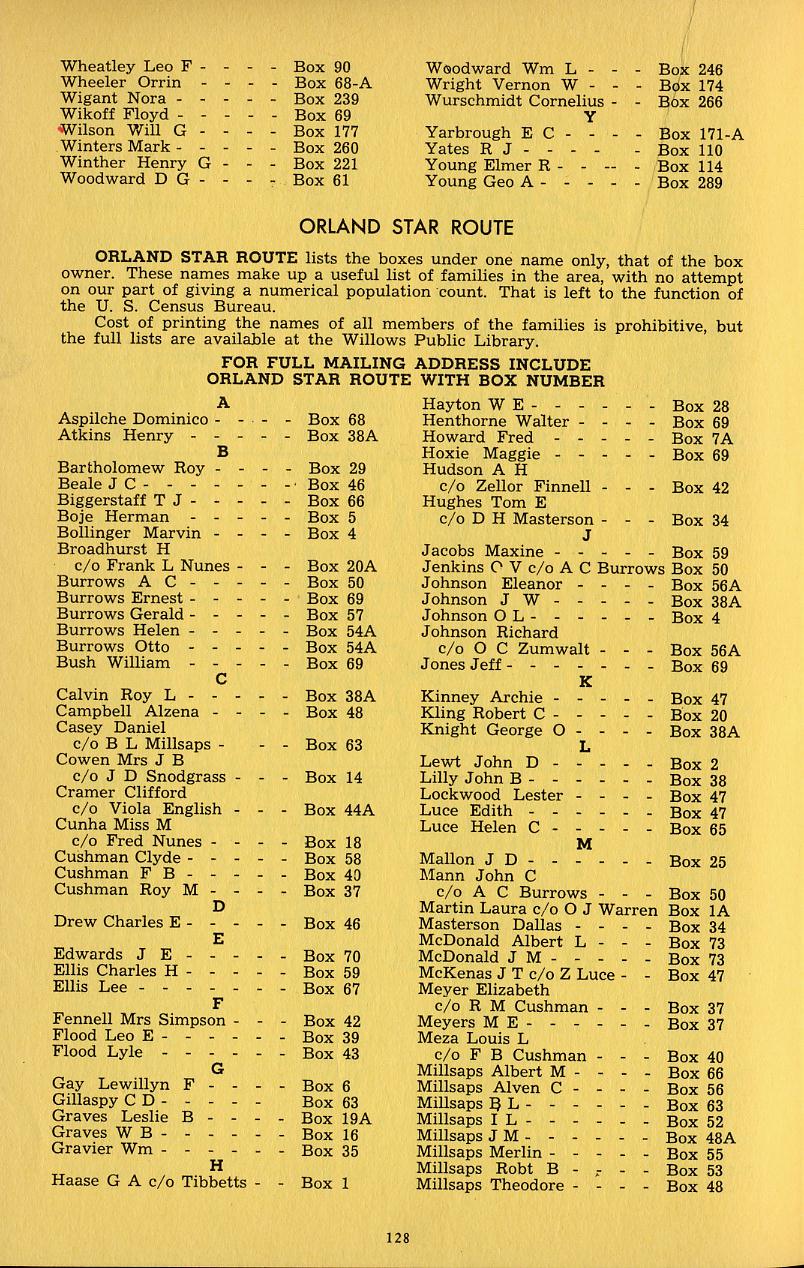 Wheatley Leo F - - - - Box 90
Wheeler Orrin - - - - Box 68-A
Wigant Nora - - - - - Box 239
Wikoff Floyd - - - - - Box 69
Wilson Will G - - - - Box 177
Winters Mark - - - - - Box 260
Winther Henry G - - - Box 221
Woodward D G - - - - Box 61
Woodward Wm L - - - Box 246
Wright Vernon W - - - Box 174
Wurschmidt Cornelius - - Box 266
Y
Yarbrough E C - - - - Box 171-A
Yates R J - - - - - Box 110
Young Elmer R - - -- - Box 114
Young Geo A - - - - - Box 289
ORLAND STAR ROUTE
ORLAND STAR ROUTE lists the boxes under one name only, that of the box
owner. These names make up a useful list of families in the area, with no attempt
on our part of giving a numerical population count. That is left to the function of
the U. S. Census Bureau.
Cost of printing the names of all members of the families is prohibitive, but
the full lists are available at the Willows Public Library.
FOR FULL MAILING ADDRESS INCLUDE
ORLAND STAR ROUTE WITH BOX NUMBER
A
Aspilche Dominico - - - - Box 68
Atkins Henry - - - - - Box 38A
B
Bartholomew Roy - - - - Box 29
Beale J C - - - - - - - Box 46
Biggerstaff T J - - - - - Box 66
Boje Herman - - - - - Box 5
Bollinger Marvin - - - - Box 4
Broadhurst H
c/o Frank L Nunes - - - Box 20A
Burrows A C - - - - - Box 50
Burrows Ernest - - - - - Box 69
Burrows Gerald - - - - - Box 57
Burrows Helen - - - - - Box 54A
Burrows Otto - - - - - Box 54A
Bush William - - - - - Box 69
C
Calvin Roy L - - - - - Box 38A
Campbell Alzena - - - - Box 48
Casey Daniel
c/o B L Millsaps - - - Box 63
Cowen Mrs J B
c/o J D Snodgrass - - - Box 14
Cramer Clifford
c/o Viola English - - - Box 44A
Cunha Miss M
c/o Fred Nunes - - - - Box 18
Cushman Clyde - - - - - Box 58
Cushman F B - - - - - Box 40
Cushman Roy M - - - - Box 37
D
Drew Charles E - - - - - Box 46
E
Edwards J E - - - - - Box 70
Ellis Charles H - - - - - Box 59
Ellis Lee - - - - - - - Box 67
F
Fennell Mrs Simpson - - - Box 42
Flood Leo E - - - - - - Box 39
Flood Lyle - - - - - - Box 43
G
Gay Lewillyn F - - - - Box 6
Gillaspy C D - - - - - Box 63
Graves Leslie B - - - - Box 19A
Graves W B - - - - - Box 16
Gravier Wm - - - - - - Box 35
H
Haase G A c/o Tibbetts - - Box 1
Hayton W E - - - - - - Box 28
Henthorne Walter - - - - Box 69
Howard Fred - - - - - Box 7A
Hoxie Maggie - - - - - Box 69
Hudson A H
c/o Zellor Finnell - - - Box 42
Hughes Tom E
c/o D H Masterson - - - Box 34
J
Jacobs Maxine - - - - - Box 59
Jenkins O V c/o A C Burrows Box 50
Johnson Eleanor - - - - Box 56A
Johnson J W - - - - - Box 38A
Johnson O L - - - - - - Box 4
Johnson Richard
c/o O C Zumwalt - - - Box 56A
Jones Jeff - - - - - - - Box 69
K
Kinney Archie - - - - - Box 47
Kling Robert C - - - - - Box 20
Knight George O - - - - Box 38A
L
Lewt John D - - - - - Box 2
Lilly John B - - - - - - Box 38
Lockwood Lester - - - - Box 47
Luce Edith - - - - - - Box 47
Luce Helen C - - - - - Box 65
M
Mallon J D - - - - - - Box 25
Mann John C
c/o A C Burrows - - - Box 50
Martin Laura c/o O J Warren Box 1A
Masterson Dallas - - - - Box 34
McDonald Albert L - - - Box 73
McDonald J M - - - - - Box 73
McKenas J T c/o Z Luce - - Box 47
Meyer Elizabeth
c/o R M Cushman - - - Box 37
Meyers M E - - - - - - Box 37
Meza Louis L
c/o F B Cushman - - - Box 40
Millsaps Albert M - - - - Box 66
Millsaps Alven C - - - - Box 56
Millsaps B L - - - - - - Box 63
Millsaps I L - - - - - - Box 52
Millsaps J M - - - - - - Box 48A
Millsaps Merlin - - - - - Box 55
Millsaps Robt B - - - - Box 53
Millsaps Theodore - - - - Box 48
128